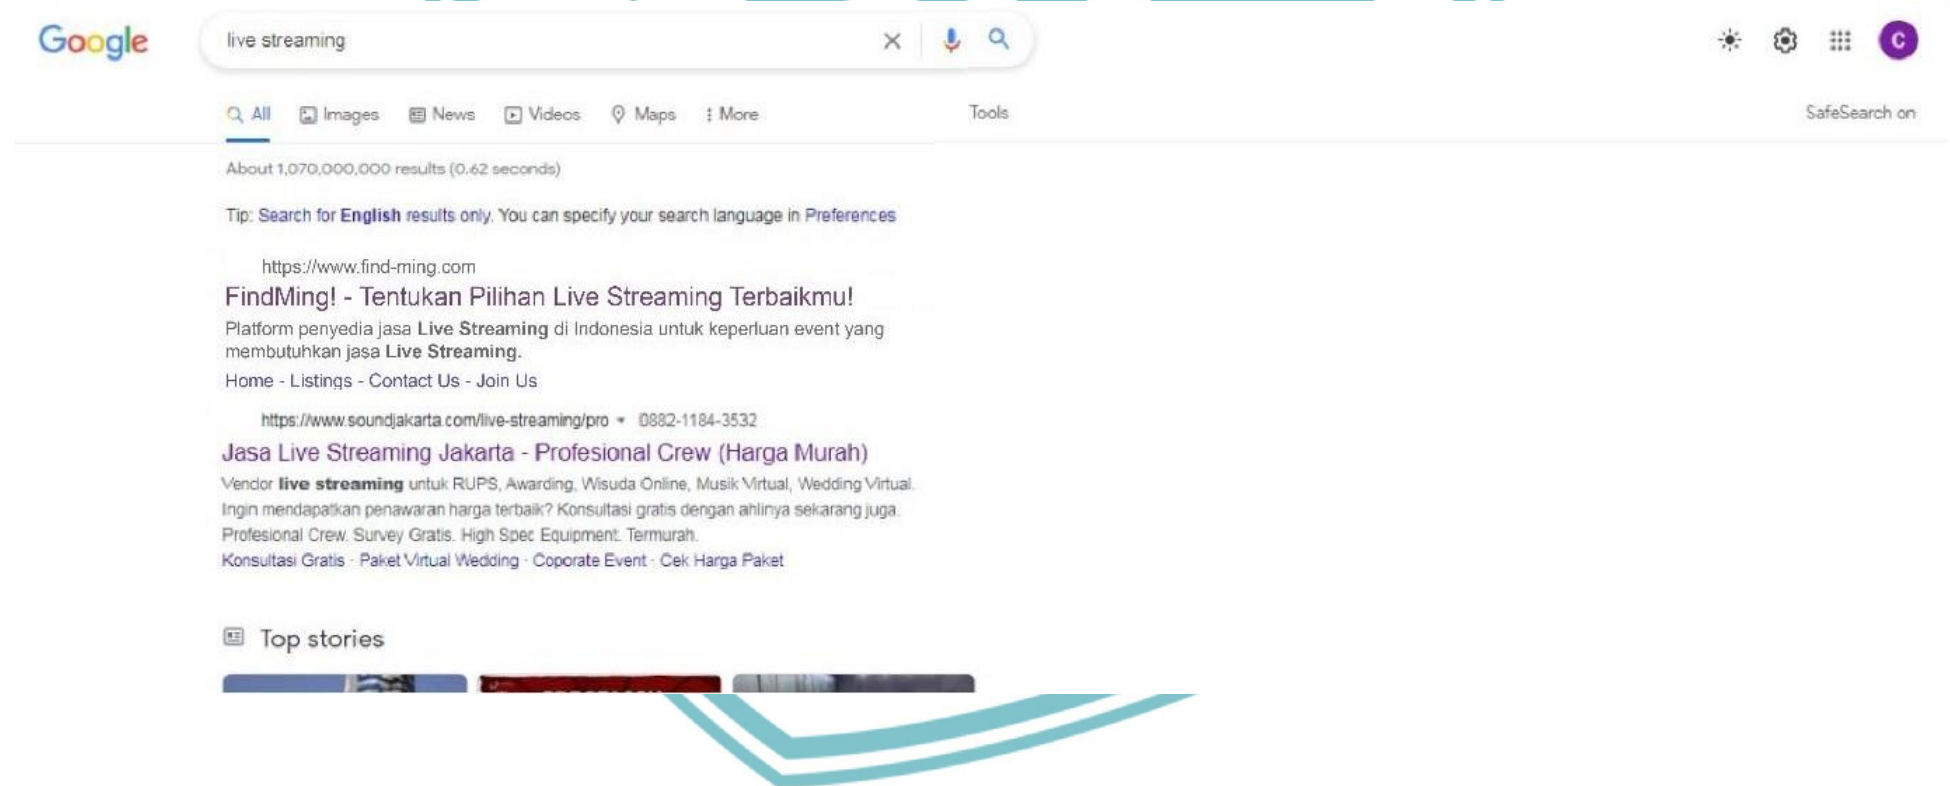 Google
live streaming
C
All
Images
News
Videos
Maps
More
Tools
SafeSearch on
About 1,070,000,000 results (0.62 seconds)
Tip: Search for English results only. You can specify your search language in Preferences
https://www.find-ming.com
FindMing! - Tentukan Pilihan Live Streaming Terbaikmu!
Platform penyedia jasa Live Streaming di Indonesia untuk keperluan event yang
membutuhkan jasa Live Streaming.
Home - Listings - Contact Us - Join Us
https://www.soundjakarta.com/live-streaming/pro 0882-1184-3532
Jasa Live Streaming Jakarta - Profesional Crew (Harga Murah)
Vendor live streaming untuk RUPS, Awarding, Wisuda Online, Musik Virtual, Wedding Virtual.
Ingin mendapatkan penawaran harga terbaik? Konsultasi gratis dengan ahlinya sekarang juga.
Profesional Crew. Survey Gratis. High Spec Equipment. Termurah.
Konsultasi Gratis · Paket Virtual Wedding · Coporate Event · Cek Harga Paket
Top stories